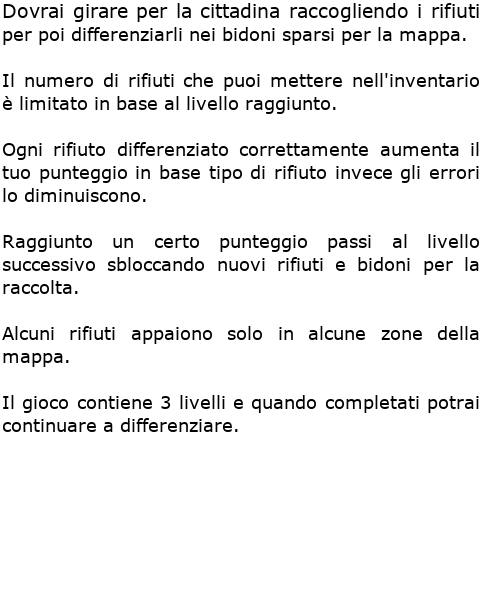 Dovrai girare per la cittadina raccogliendo i rifiuti
per poi differenziarli nei bidoni sparsi per la mappa.
Il numero di rifiuti che puoi mettere nell'inventario
è limitato in base al livello raggiunto.
Ogni rifiuto differenziato correttamente aumenta il
tuo punteggio in base tipo di rifiuto invece gli errori
lo diminuiscono.
Raggiunto un certo punteggio passi al livello
successivo sbloccando nuovi rifiuti e bidoni per la
raccolta.
Alcuni rifiuti appaiono solo in alcune zone della
mappa.
Il gioco contiene 3 livelli e quando completati potrai
continuare a differenziare.